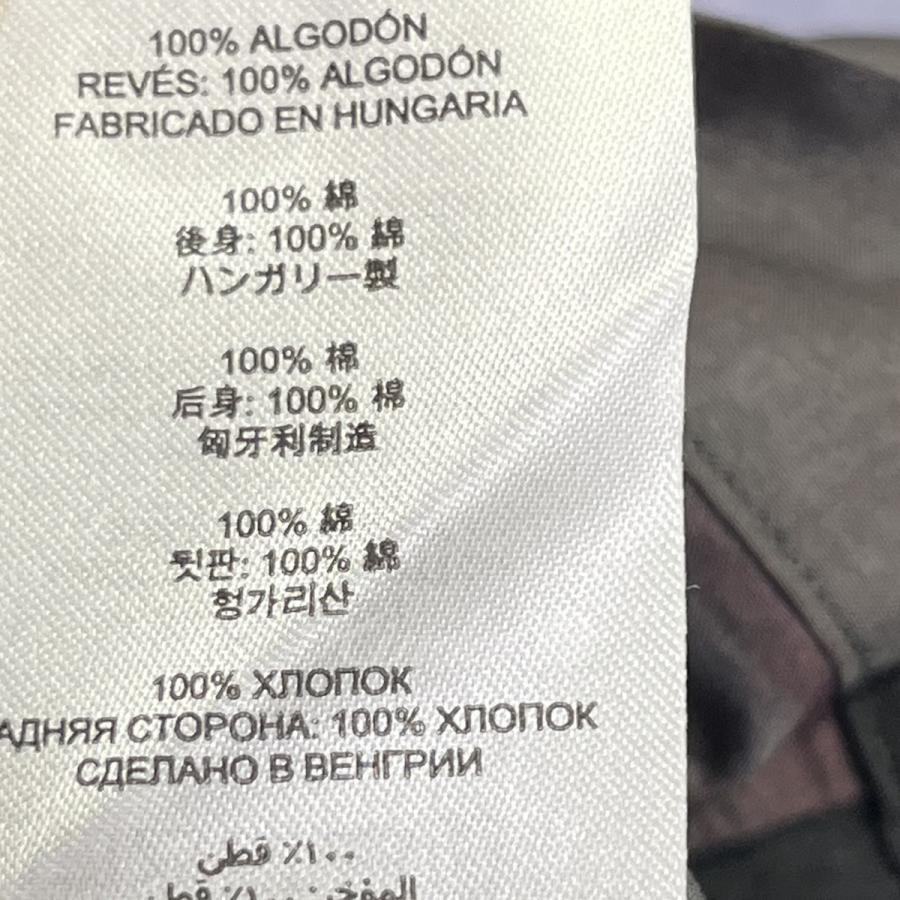 100% ALGODÓN
REVÉS: 100% ALGODÓN
FABRICADO EN HUNGARIA
100% 綿
後身: 100% 綿
ハンガリー製
100% 棉
后身: 100% 棉
匈牙利制造
100% 綿
뒷판: 100% 綿
헝가리산
100% ХЛОПОК
АДНЯЯ СТОРОНА: 100% ХЛОПОК
СДЕЛАНО В ВЕНГРИИ
١٠٠٪ قطن